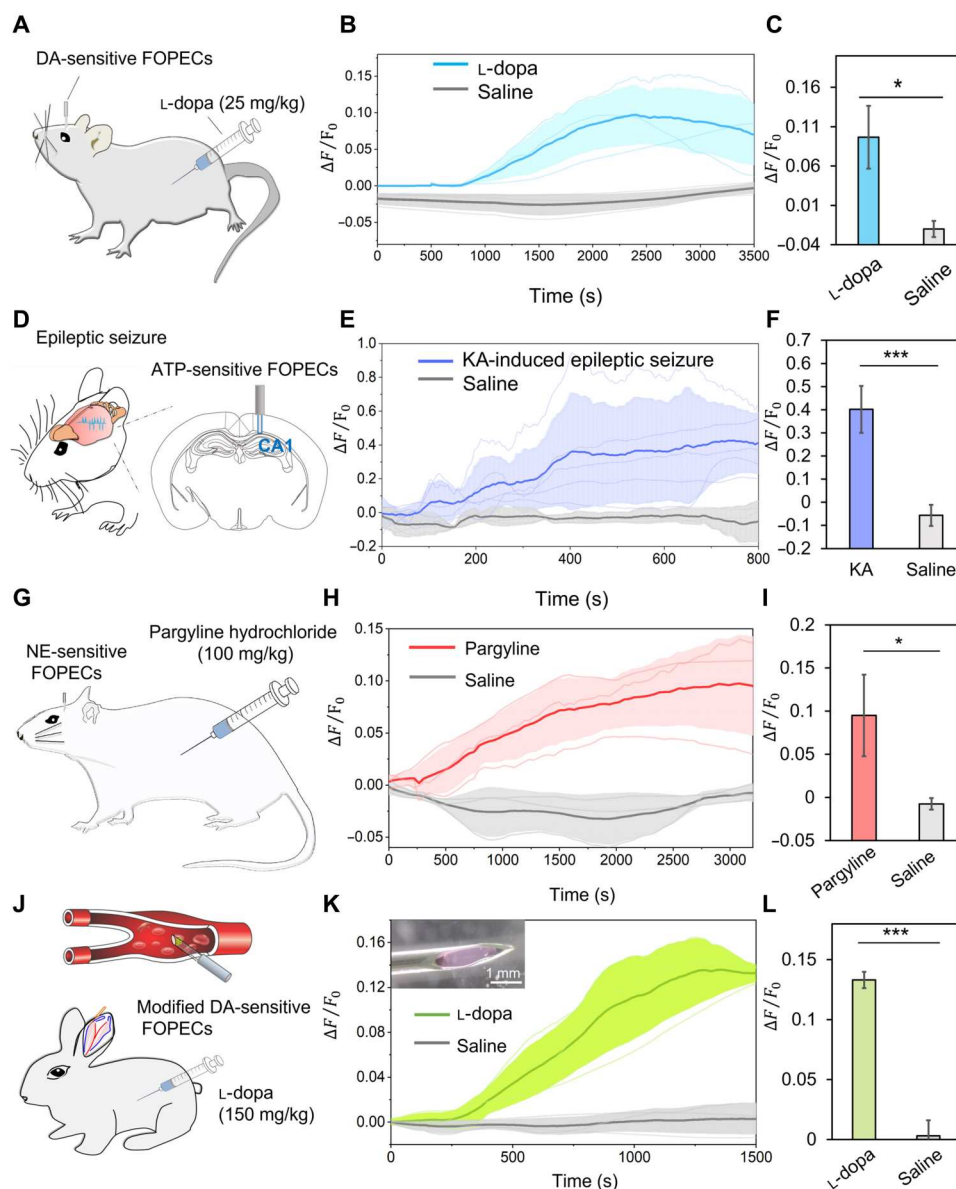 A
DA-sensitive FOPECs
L-dopa (25 mg/kg)
B
ΔF/F0
0.15
0.10
0.05
0.00
−0.05
L-dopa
Saline
0 500 1000 1500 2000 2500 3000 3500
Time (s)
C
ΔF/F0
0.16
0.11
0.06
0.01
−0.04
*
L-dopa
Saline
D
Epileptic seizure
ATP-sensitive FOPECs
CA1
E
ΔF/F0
1.0
0.8
0.6
0.4
0.2
0.0
−0.2
KA-induced epileptic seizure
Saline
0 200 400 600 800
Time (s)
F
ΔF/F0
0.7
0.6
0.5
0.4
0.3
0.2
0.1
0
−0.1
−0.2
***
KA Saline
G
NE-sensitive
FOPECs
Pargyline hydrochloride
(100 mg/kg)
H
ΔF/F0
0.15
0.10
0.05
0.00
−0.05
Pargyline
Saline
0 500 1000 1500 2000 2500 3000
Time (s)
I
ΔF/F0
0.2
0.15
0.1
0.05
0
−0.05
*
Pargyline
Saline
J
Modified DA-sensitive
FOPECs
L-dopa
(150 mg/kg)
K
ΔF/F0
0.16
0.12
0.08
0.04
0.00
1 mm
L-dopa
Saline
0 500 1000 1500
Time (s)
L
ΔF/F0
0.15
0.1
0.05
0
***
L-dopa
Saline